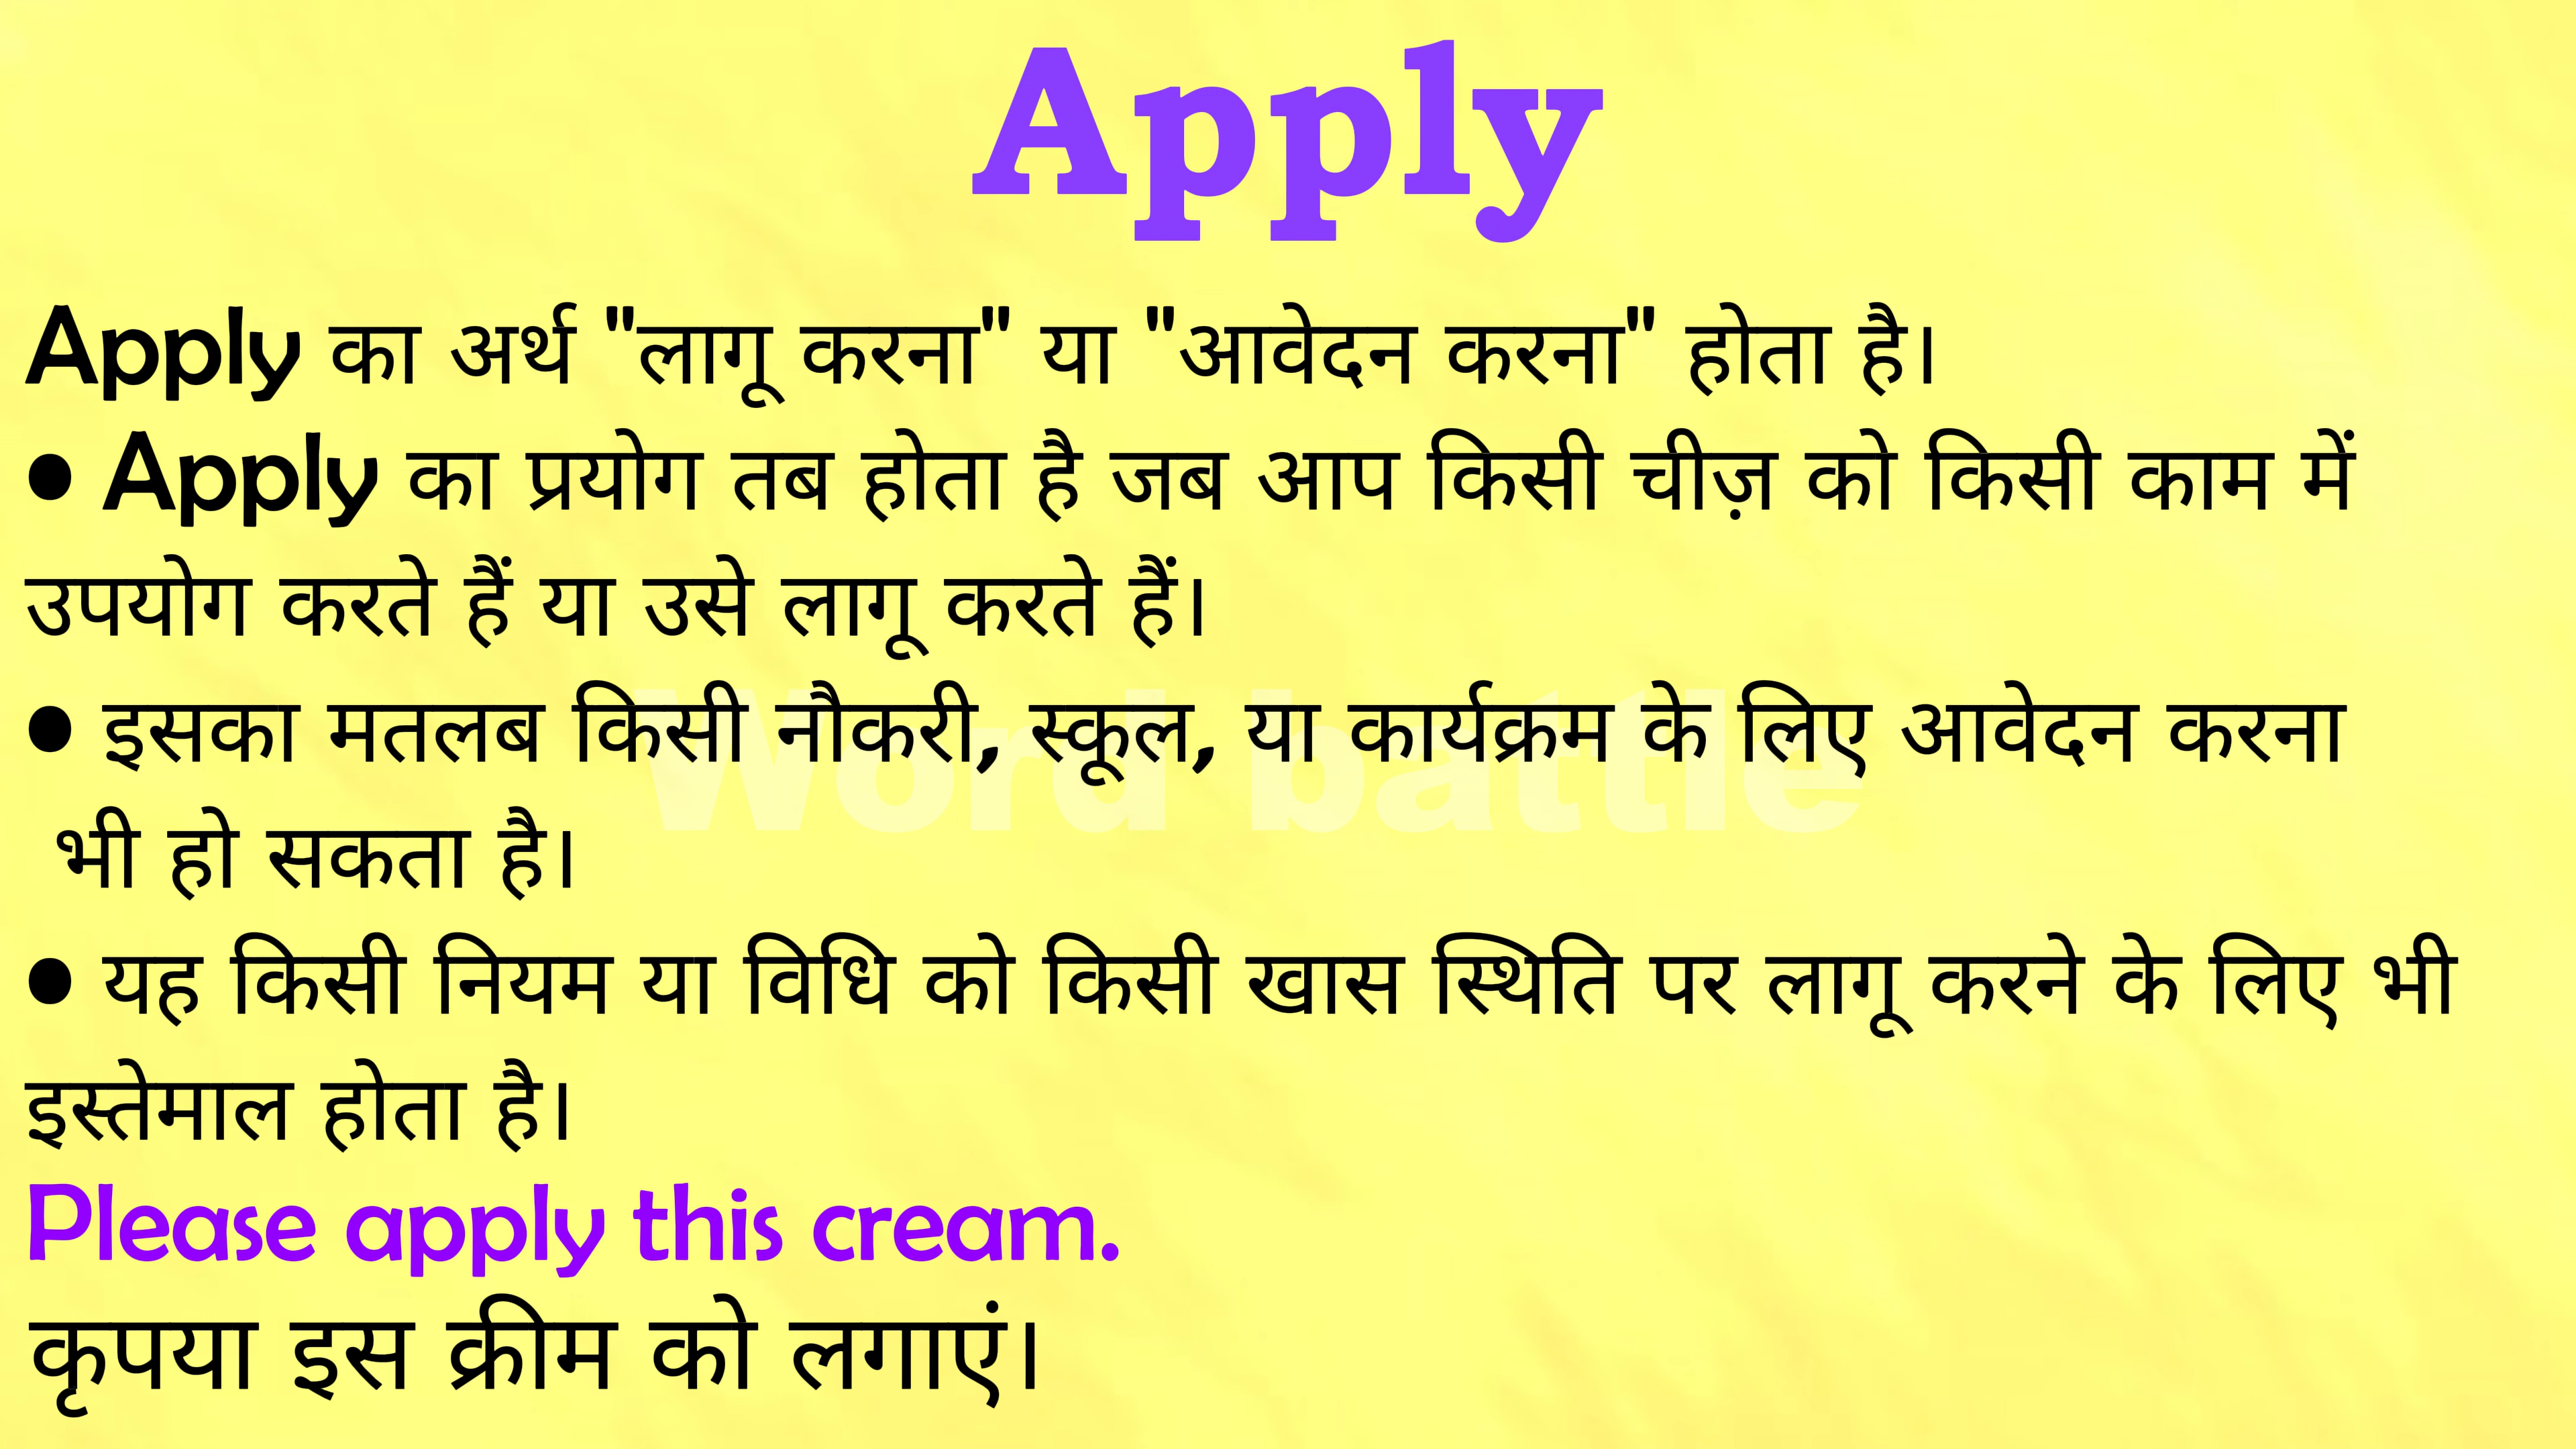 Apply
Apply का अर्थ "लागू करना" या "आवेदन करना" होता है।
● Apply का प्रयोग तब होता है जब आप किसी चीज़ को किसी काम में
उपयोग करते हैं या उसे लागू करते हैं।
● इसका मतलब किसी नौकरी, स्कूल, या कार्यक्रम के लिए आवेदन करना
भी हो सकता है।
Word battle
● यह किसी नियम या विधि को किसी खास स्थिति पर लागू करने के लिए भी
इस्तेमाल होता है।
Please apply this cream.
कृपया इस क्रीम को लगाएं।